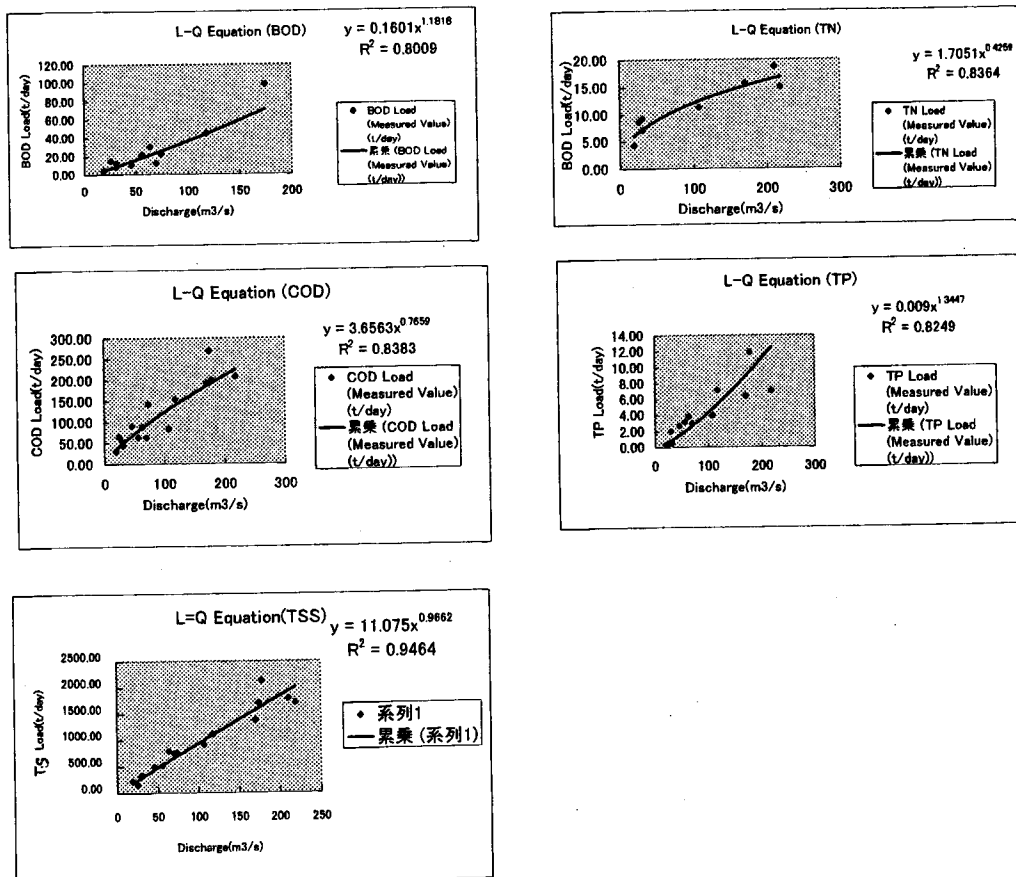 L-Q Equation (BOD)
y = 0.1601x^1.1816
R² = 0.8009
120.00
100.00
80.00
60.00
40.00
20.00
0.00
BOD Load(t/day)
0 50 100 150 200
Discharge(m3/s)
BOD Load
(Measured Value)
(t/day)
累乗 (BOD Load
(Measured Value)
(t/day))
L-Q Equation (TN)
y = 1.7051x^0.4259
R² = 0.8364
20.00
15.00
10.00
5.00
0.00
BOD Load(t/day)
0 100 200 300
Discharge(m3/s)
TN Load
(Measured Value)
(t/day)
累乗 (TN Load
(Measured Value)
(t/day))
L-Q Equation (COD)
y = 3.6563x^0.7659
R² = 0.8383
300.00
250.00
200.00
150.00
100.00
50.00
0.00
COD Load(t/day)
0 100 200 300
Discharge(m3/s)
COD Load
(Measured Value)
(t/day)
累乗 (COD Load
(Measured Value)
(t/day))
L-Q Equation (TP)
y = 0.009x^1.3447
R² = 0.8249
14.00
12.00
10.00
8.00
6.00
4.00
2.00
0.00
TP Load(t/day)
0 100 200 300
Discharge(m3/s)
TP Load
(Measured Value)
(t/day)
累乗 (TP Load
(Measured Value)
(t/day))
L=Q Equation(TSS)
y = 11.075x^0.9662
R² = 0.9464
2500.00
2000.00
1500.00
1000.00
500.00
0.00
Load(t/day)
0 50 100 150 200 250
Discharge(m3/s)
系列1
累乗 (系列1)